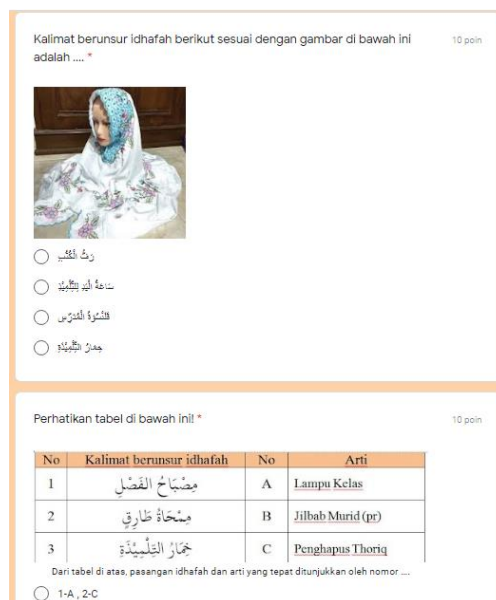 Kalimat berunsur idhafah berikut sesuai dengan gambar di bawah ini
10 poin
adalah .... *
رَفُّ الْكُتُبِ
سَاعَةُ الْيَدِ لِلتِّلْمِيْذِ
قَلَنْسُوَةُ الْمُدَرِّسِ
خِمَارُ التِّلْمِيْذَةِ
Perhatikan tabel di bawah ini! *
10 poin
No Kalimat berunsur idhafah No Arti
1 مِصْبَاحُ الفَصْلِ A Lampu Kelas
2 مِمْحَاةُ طَارِقٍ B Jilbab Murid (pr)
3 خِمَارُ التِّلْمِيْذَةِ C Penghapus Thoriq
Dari tabel di atas, pasangan idhafah dan arti yang tepat ditunjukkan oleh nomor ....
1-A , 2-C